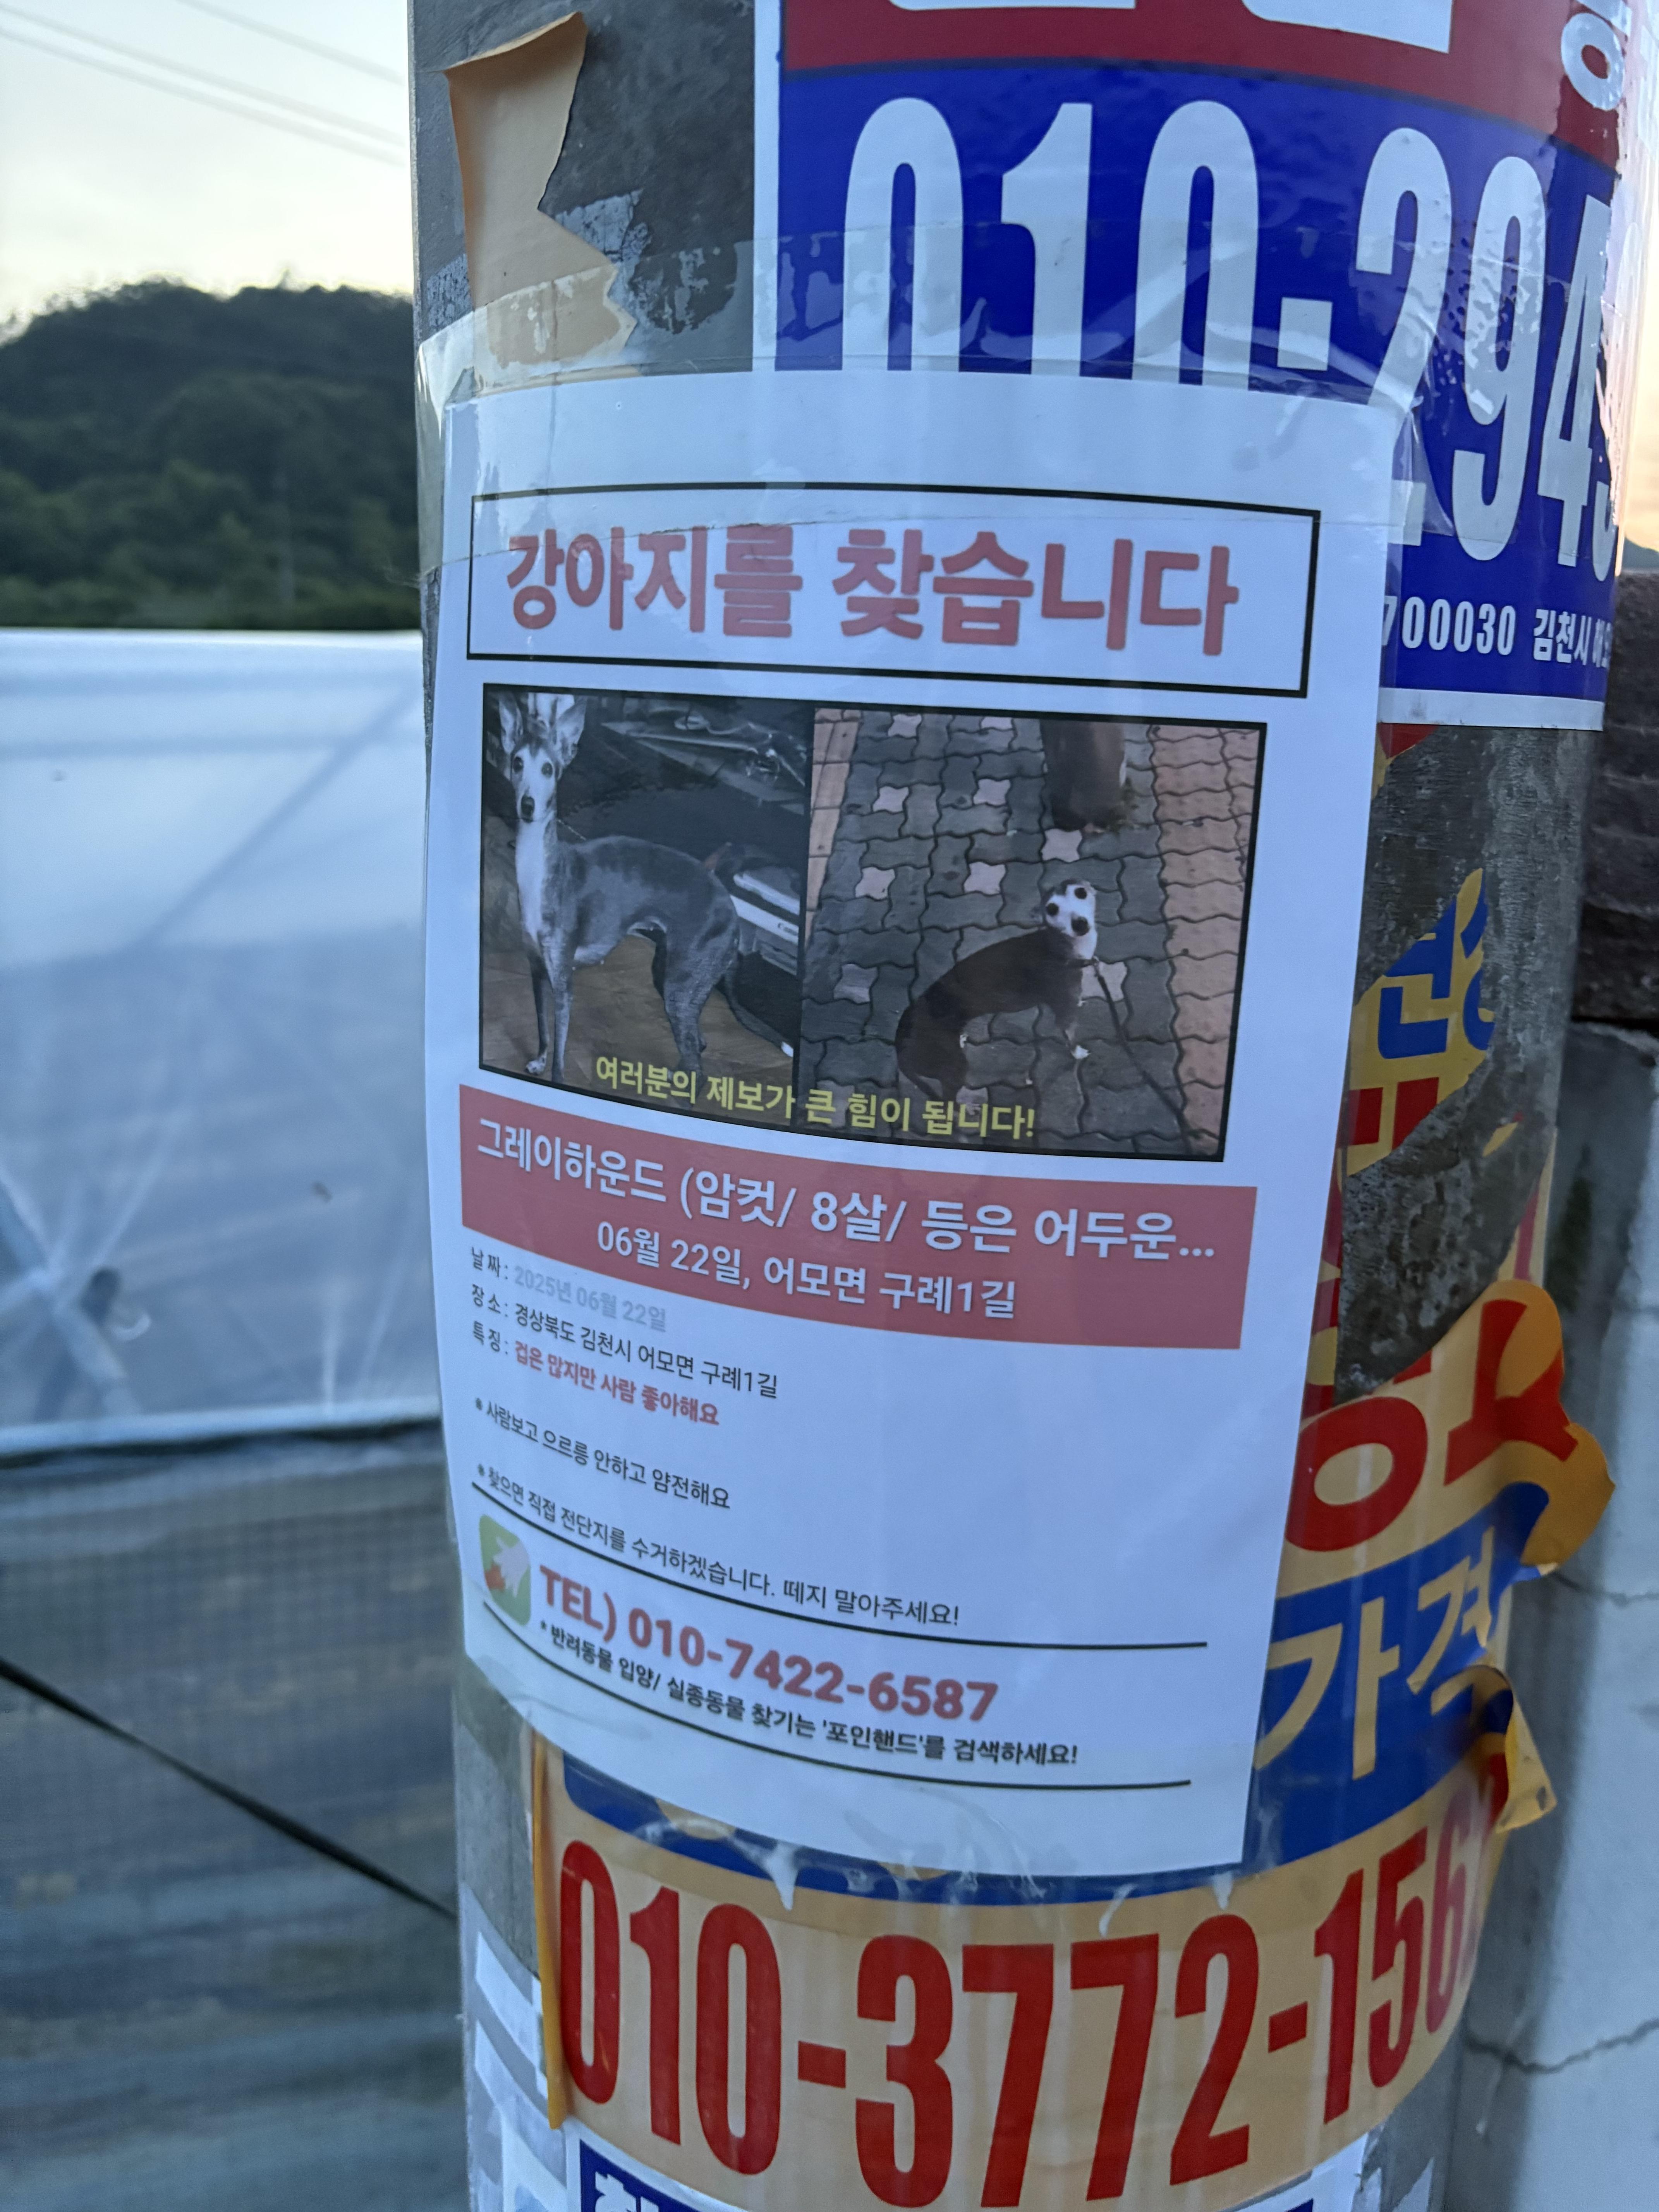 010-294
700030 김천시
강아지를 찾습니다
여러분의 제보가 큰 힘이 됩니다!
그레이하운드 (암컷/ 8살/ 등은 어두운...
06월 22일, 어모면 구례1길
날짜: 2025년 06월 22일
장소: 경상북도 김천시 어모면 구례1길
특징: 겁은 많지만 사람 좋아해요
* 사람보고 으르릉 안하고 얌전해요
* 찾으면 직접 전단지를 수거하겠습니다. 떼지 말아주세요!
TEL) 010-7422-6587
* 반려동물 입양/ 실종동물 찾기는 '포인핸드'를 검색하세요!
가격
010-3772-156